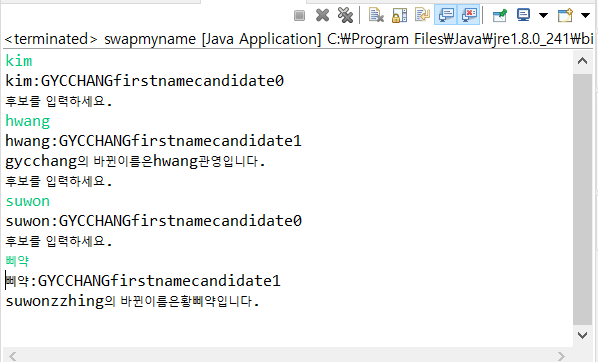 <terminated> swapmyname [Java Application] C:\Program Files\Java\jre1.8.0_241\bi
kim
kim:GYCCHANGfirstnamecandidate0
후보를 입력하세요.
hwang
hwang:GYCCHANGfirstnamecandidate1
gycchang의 바뀐이름은hwang관영입니다.
후보를 입력하세요.
suwon
suwon:GYCCHANGfirstnamecandidate0
후보를 입력하세요.
삐약
삐약:GYCCHANGfirstnamecandidate1
suwonzzhing의 바뀐이름은황삐약입니다.